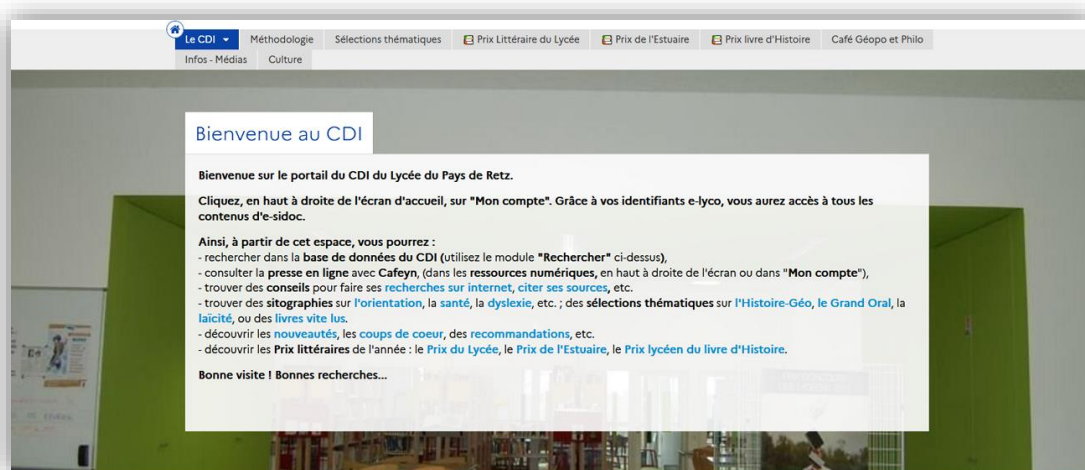 Le CDI Méthodologie Sélections thématiques Prix Littéraire du Lycée Prix de l'Estuaire Prix livre d'Histoire Café Géopo et Philo
Infos - Médias Culture
Bienvenue au CDI
Bienvenue sur le portail du CDI du Lycée du Pays de Retz.
Cliquez, en haut à droite de l'écran d'accueil, sur "Mon compte". Grâce à vos identifiants e-lyco, vous aurez accès à tous les
contenus d'e-sidoc.
Ainsi, à partir de cet espace, vous pourrez :
- rechercher dans la base de données du CDI (utilisez le module "Rechercher" ci-dessus),
- consulter la presse en ligne avec Cafeyn, (dans les ressources numériques, en haut à droite de l'écran ou dans "Mon compte"),
- trouver des conseils pour faire ses recherches sur internet, citer ses sources, etc.
- trouver des sitographies sur l'orientation, la santé, la dyslexie, etc. ; des sélections thématiques sur l'Histoire-Géo, le Grand Oral, la
laïcité, ou des livres vite lus.
- découvrir les nouveautés, les coups de coeur, des recommandations, etc.
- découvrir les Prix littéraires de l'année : le Prix du Lycée, le Prix de l'Estuaire, le Prix lycéen du livre d'Histoire.
Bonne visite ! Bonnes recherches...